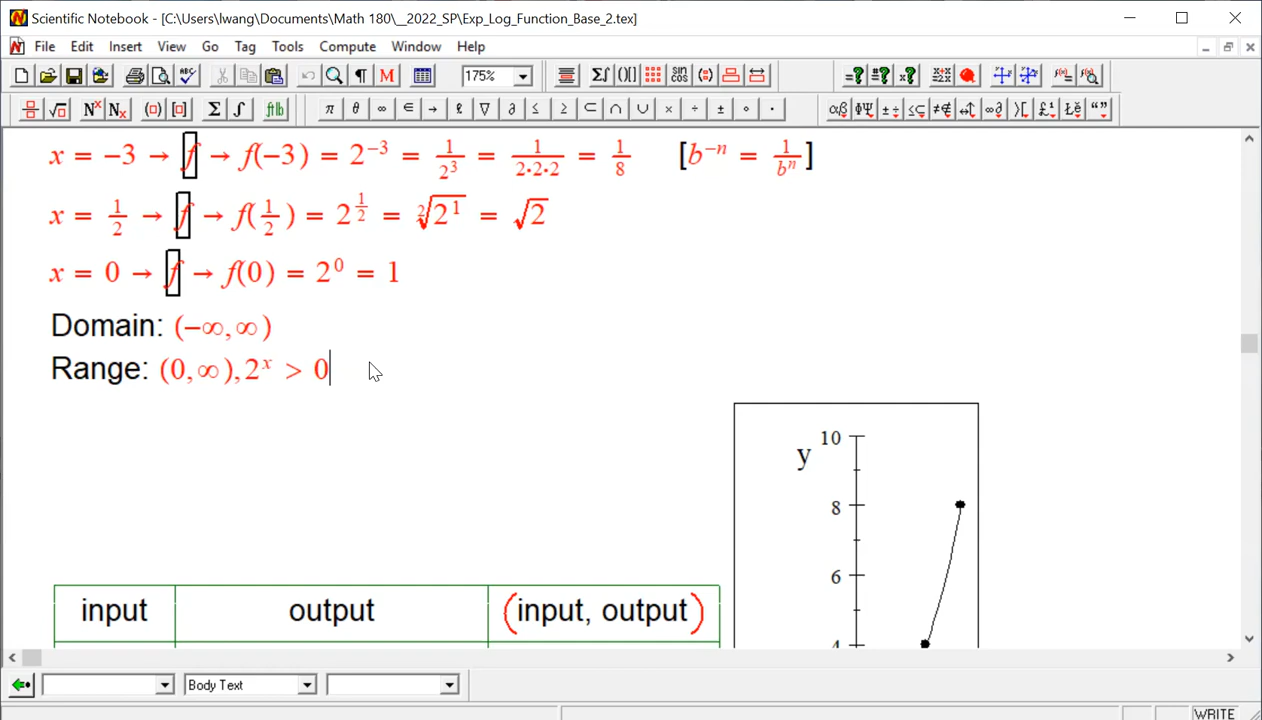 Scientific Notebook - [C:\Users\lwang\Documents\Math 180\__2022_SP\Exp_Log_Function_Base_2.tex]
File Edit Insert View Go Tag Tools Compute Window Help
175%
x = −3 → f → f(−3) = 2^−3 = 1/2^3 = 1/2·2·2 = 1/8 [b^−n = 1/b^n]
x = 1/2 → f → f(1/2) = 2^1/2 = ²√2^1 = √2
x = 0 → f → f(0) = 2^0 = 1
Domain: (−∞, ∞)
Range: (0, ∞), 2^x > 0
y 10
8
6
4
input output (input, output)
Body Text
WRITE